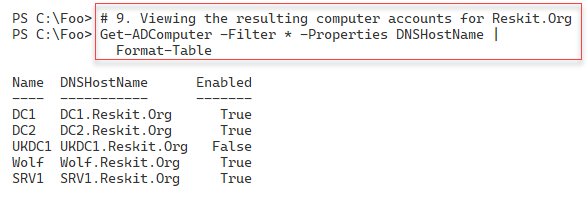 PS C:\Foo> # 9. Viewing the resulting computer accounts for Reskit.Org
PS C:\Foo> Get-ADComputer -Filter * -Properties DNSHostName |
Format-Table
Name DNSHostName Enabled
---- ----------- -------
DC1 DC1.Reskit.Org True
DC2 DC2.Reskit.Org True
UKDC1 UKDC1.Reskit.Org False
Wolf Wolf.Reskit.Org True
SRV1 SRV1.Reskit.Org True